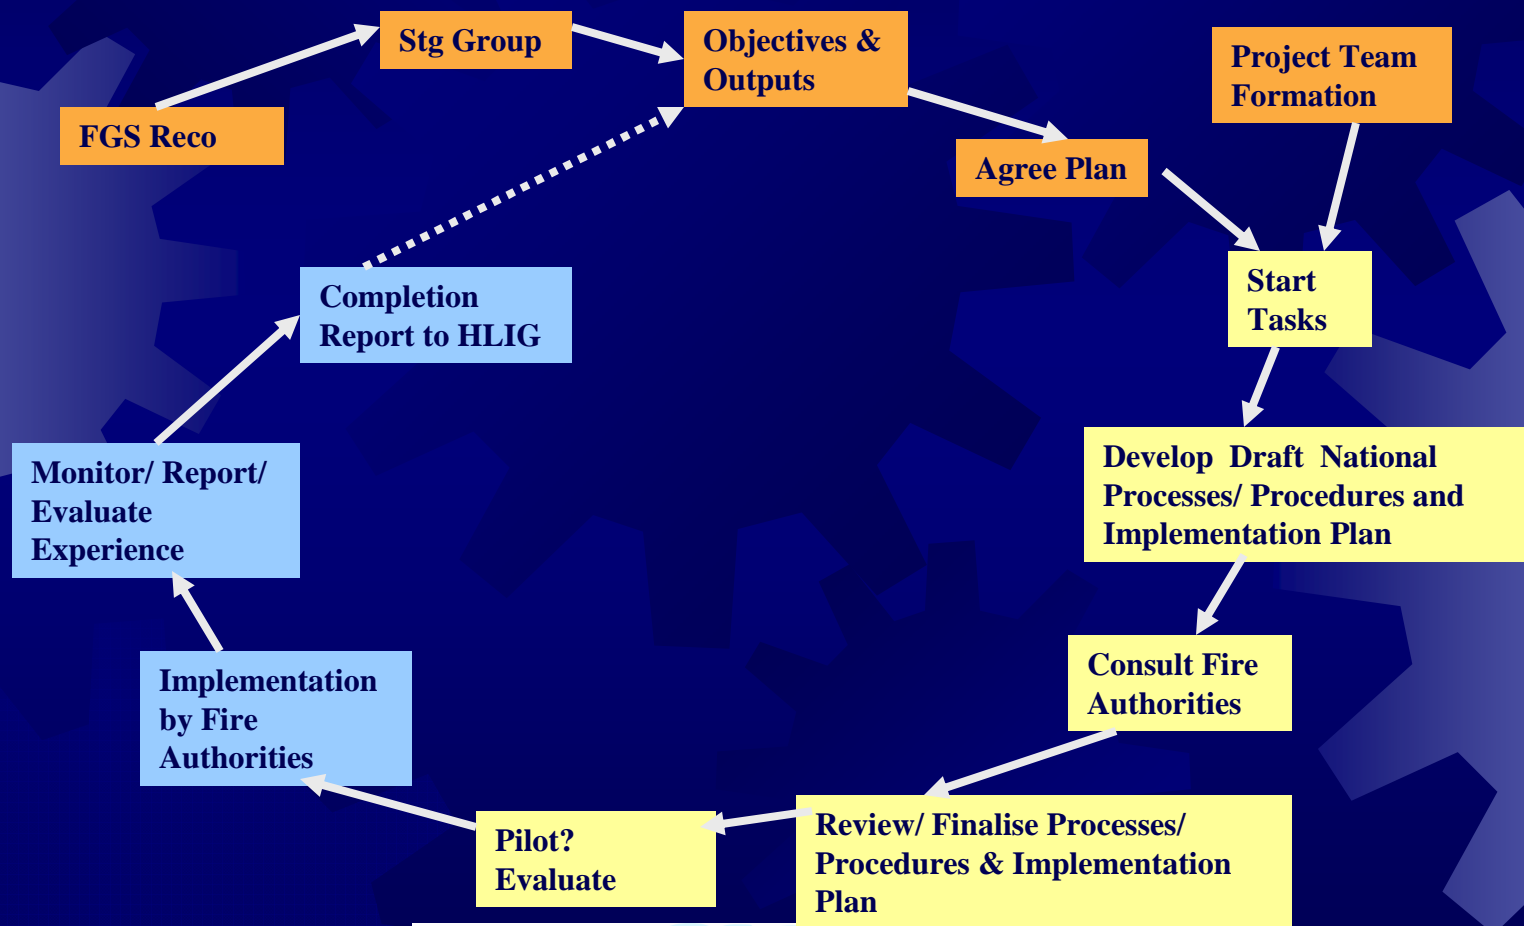 Stg Group
Objectives &
Outputs
Project Team
Formation
FGS Reco
Agree Plan
Start
Tasks
Completion
Report to HLIG
Develop Draft National
Processes/ Procedures and
Implementation Plan
Monitor/ Report/
Evaluate
Experience
Consult Fire
Authorities
Implementation
by Fire
Authorities
Review/ Finalise Processes/
Procedures & Implementation
Plan
Pilot?
Evaluate